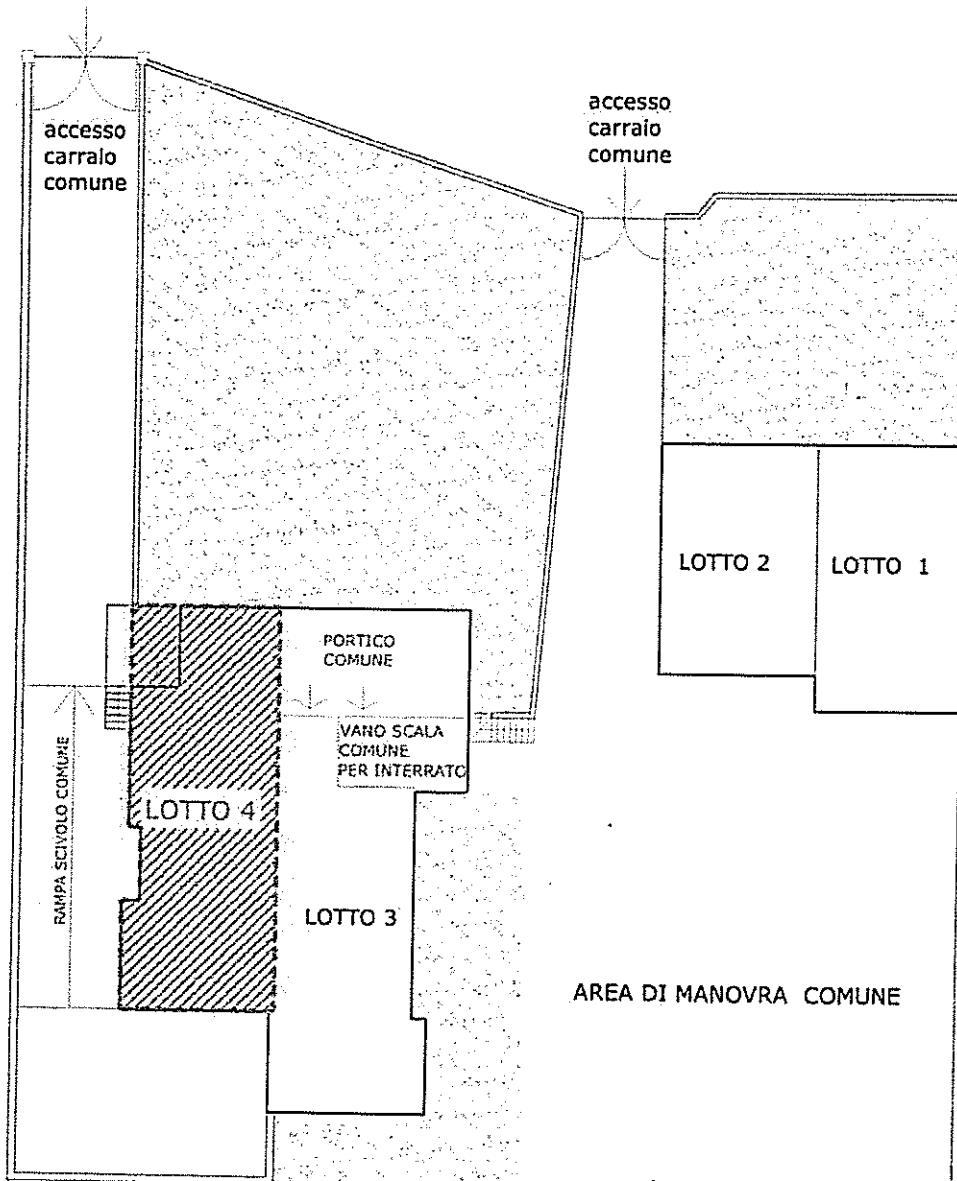 accesso
carraio
comune
accesso
carraio
comune
LOTTO 2
LOTTO 1
PORTICO
COMUNE
VANO SCALA
COMUNE
PER INTERRATO
RAMPA SCIVOLO COMUNE
LOTTO 4
LOTTO 3
AREA DI MANOVRA COMUNE